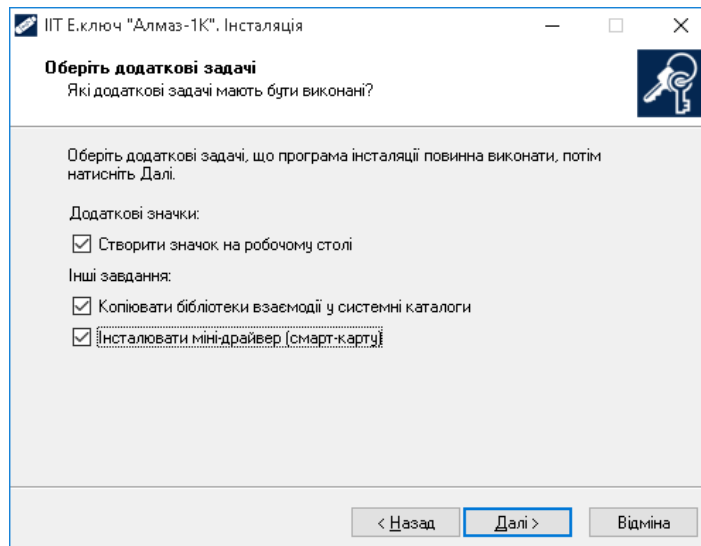 ІІТ Е.ключ "Алмаз-1К". Інсталяція
Оберіть додаткові задачі
Які додаткові задачі мають бути виконані?
Оберіть додаткові задачі, що програма інсталяції повинна виконати, потім
натисніть Далі.
Додаткові значки:
Створити значок на робочому столі
Інші завдання:
Копіювати бібліотеки взаємодії у системні каталоги
Інсталювати міні-драйвер (смарт-карту)
< Назад
Далі >
Відміна